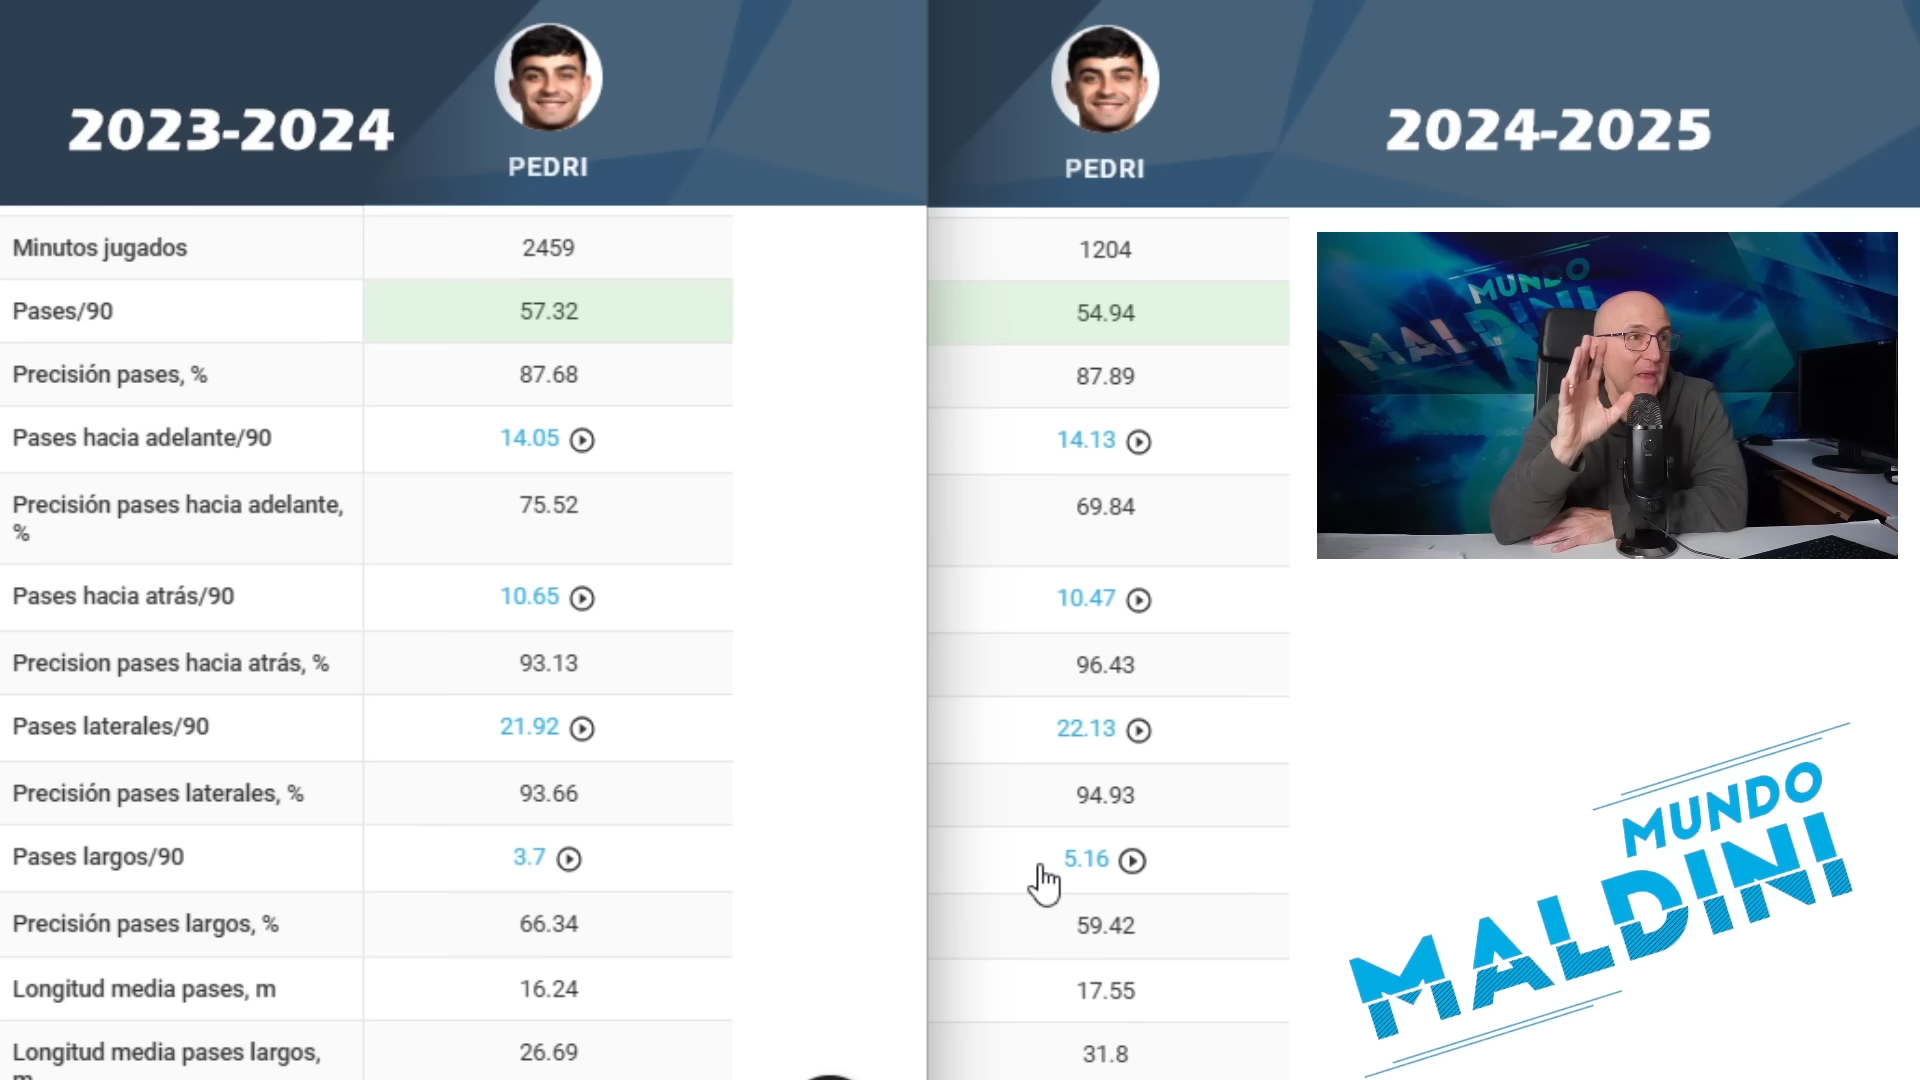 2023-2024
PEDRI
PEDRI
2024-2025
Minutos jugados 2459 1204
Pases/90 57.32 54.94
Precisión pases, % 87.68 87.89
Pases hacia adelante/90 14.05 14.13
Precisión pases hacia adelante, 75.52 69.84
%
Pases hacia atrás/90 10.65 10.47
Precision pases hacia atrás, % 93.13 96.43
Pases laterales/90 21.92 22.13
Precisión pases laterales, % 93.66 94.93
Pases largos/90 3.7 5.16
Precisión pases largos, % 66.34 59.42
Longitud media pases, m 16.24 17.55
Longitud media pases largos, 26.69 31.8
m
MUNDO
MALDINI
MUNDO
MALDINI